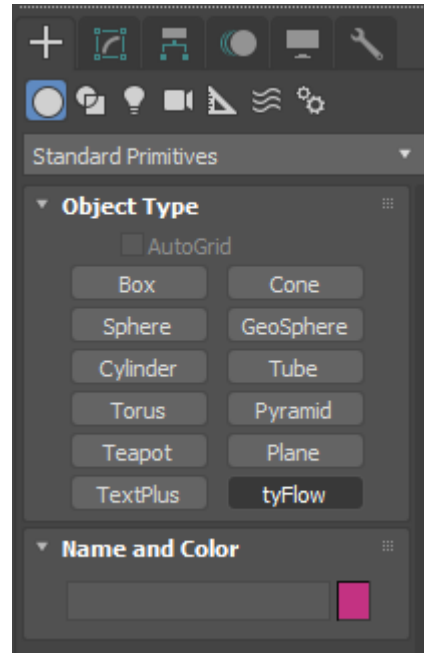 Standard Primitives
Object Type
AutoGrid
Box Cone
Sphere GeoSphere
Cylinder Tube
Torus Pyramid
Teapot Plane
TextPlus tyFlow
Name and Color